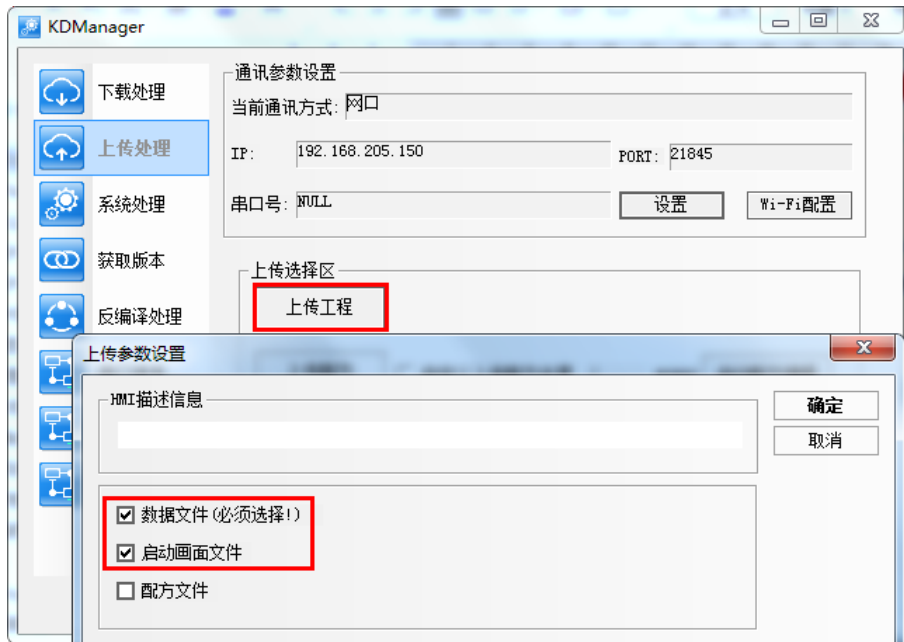 KDManager
下载处理
上传处理
系统处理
获取版本
反编译处理
通讯参数设置
当前通讯方式: 网口
IP: 192.168.205.150 PORT: 21845
串口号: NULL 设置 Wi-Fi配置
上传选择区
上传工程
上传参数设置
HMI描述信息
确定
取消
数据文件(必须选择!)
启动画面文件
配方文件